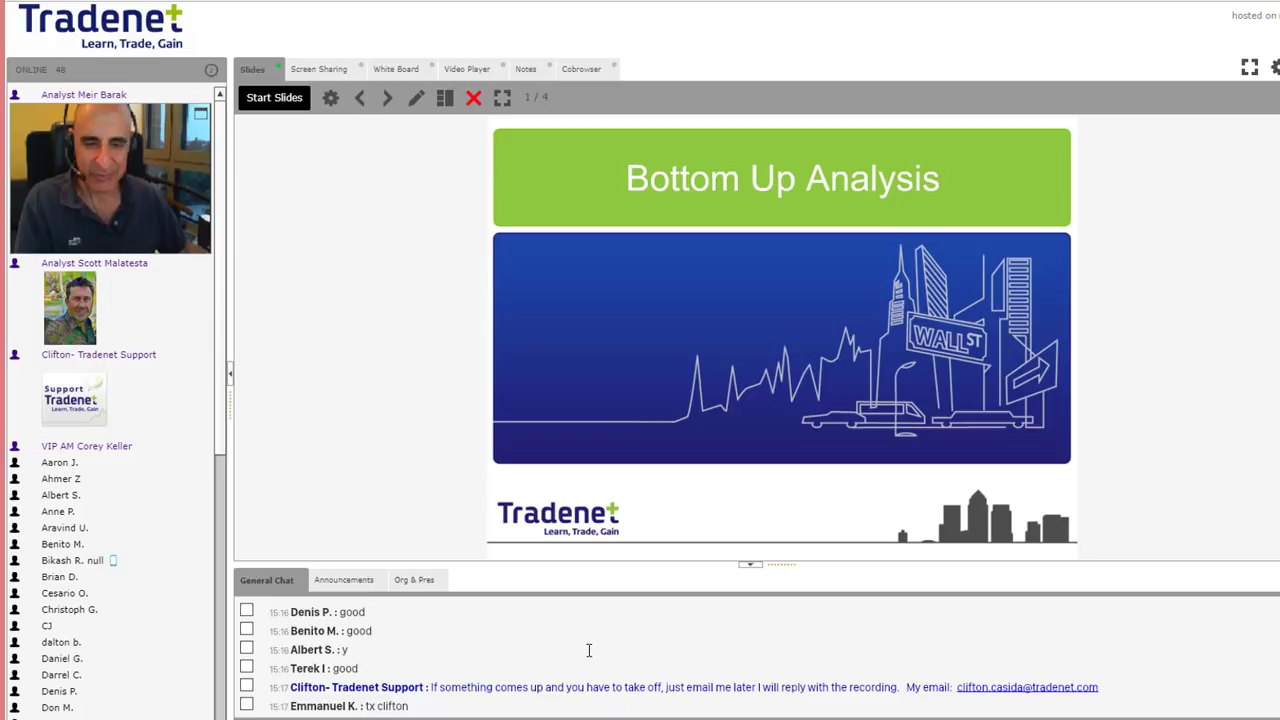 Tradenet
Learn, Trade, Gain
hosted on
ONLINE 48
Analyst Meir Barak
Analyst Scott Malatesta
Clifton- Tradenet Support
Support
Tradenet
Learn, Trade, Gain
VIP AM Corey Keller
Aaron J.
Ahmer Z
Albert S.
Anne P.
Aravind U.
Benito M.
Bikash R. null
Brian D.
Cesario O.
Christoph G.
CJ
dalton b.
Daniel G.
Darrel C.
Denis P.
Don M.
Slides
Screen Sharing
White Board
Video Player
Notes
Cobrowser
Start Slides
1 / 4
Bottom Up Analysis
WALL ST
Tradenet
Learn, Trade, Gain
General Chat
Announcements
Org & Pres
15:16 Denis P. : good
15:16 Benito M. : good
15:16 Albert S. : y
15:16 Terek I : good
15:17 Clifton- Tradenet Support : If something comes up and you have to take off, just email me later I will reply with the recording. My email: clifton.casida@tradenet.com
15:17 Emmanuel K. : tx clifton